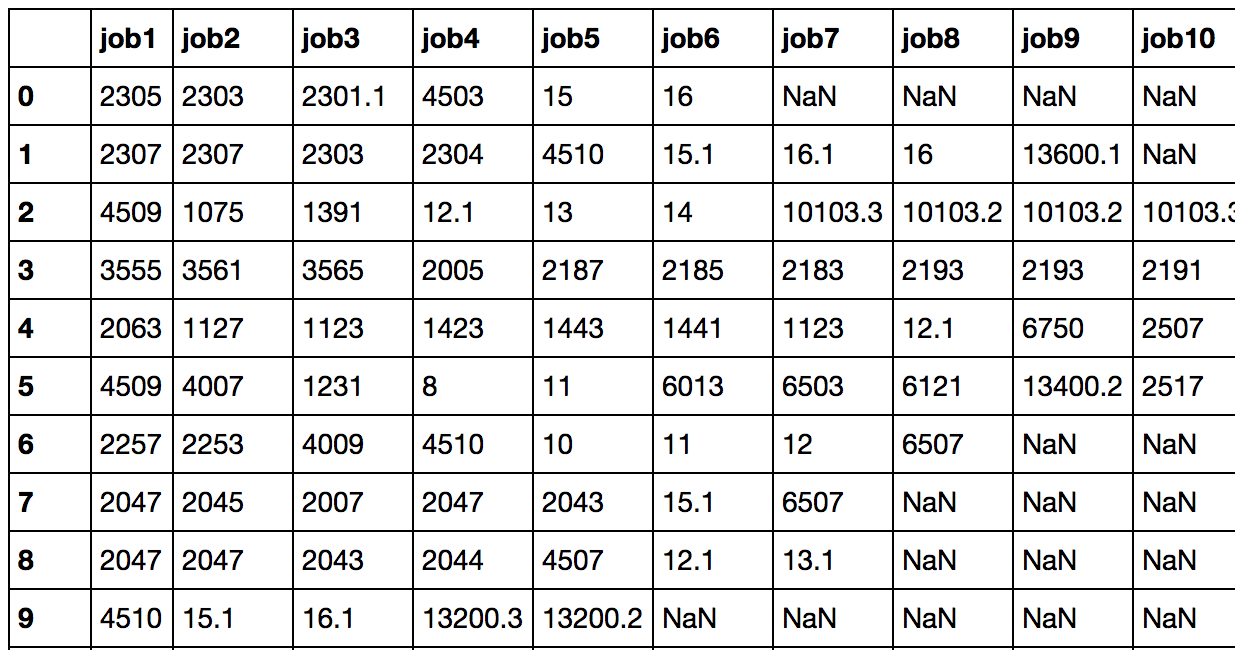 job1 job2 job3 job4 job5 job6 job7 job8 job9 job10
0 2305 2303 2301.1 4503 15 16 NaN NaN NaN NaN
1 2307 2307 2303 2304 4510 15.1 16.1 16 13600.1 NaN
2 4509 1075 1391 12.1 13 14 10103.3 10103.2 10103.2 10103.3
3 3555 3561 3565 2005 2187 2185 2183 2193 2193 2191
4 2063 1127 1123 1423 1443 1441 1123 12.1 6750 2507
5 4509 4007 1231 8 11 6013 6503 6121 13400.2 2517
6 2257 2253 4009 4510 10 11 12 6507 NaN NaN
7 2047 2045 2007 2047 2043 15.1 6507 NaN NaN NaN
8 2047 2047 2043 2044 4507 12.1 13.1 NaN NaN NaN
9 4510 15.1 16.1 13200.3 13200.2 NaN NaN NaN NaN NaN